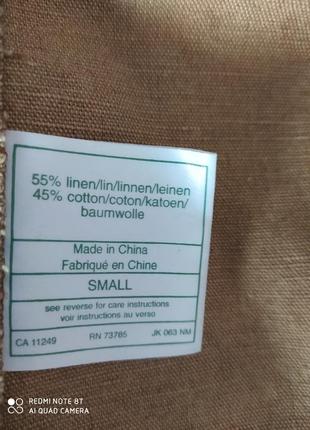 55% linen/lin/linnen/leinen
45% cotton/coton/katoen/
baumwolle
Made in China
Fabriqué en Chine
SMALL
see reverse for care instructions
voir instructions au verso
CA 11249 RN 73785 JK 063 NM
REDMI NOTE 8T
AI QUAD CAMERA